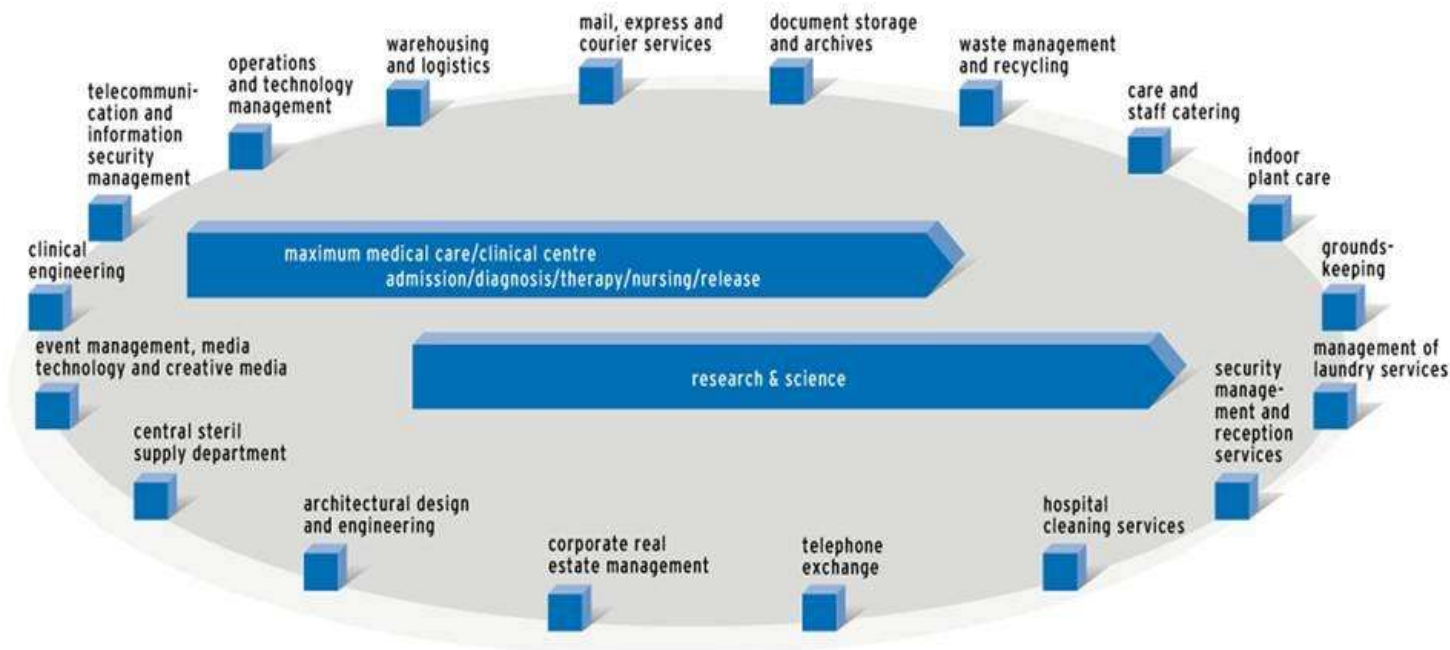 mail, express and
courier services
document storage
and archives
warehousing
and logistics
waste management
and recycling
operations
and technology
management
care and
staff catering
telecommuni-
cation and
information
security
management
indoor
plant care
clinical
engineering
grounds-
keeping
maximum medical care/clinical centre
admission/diagnosis/therapy/nursing/release
event management, media
technology and creative media
research & science
management of
laundry services
security
manage-
ment and
reception
services
central steril
supply department
architectural design
and engineering
hospital
cleaning services
corporate real
estate management
telephone
exchange